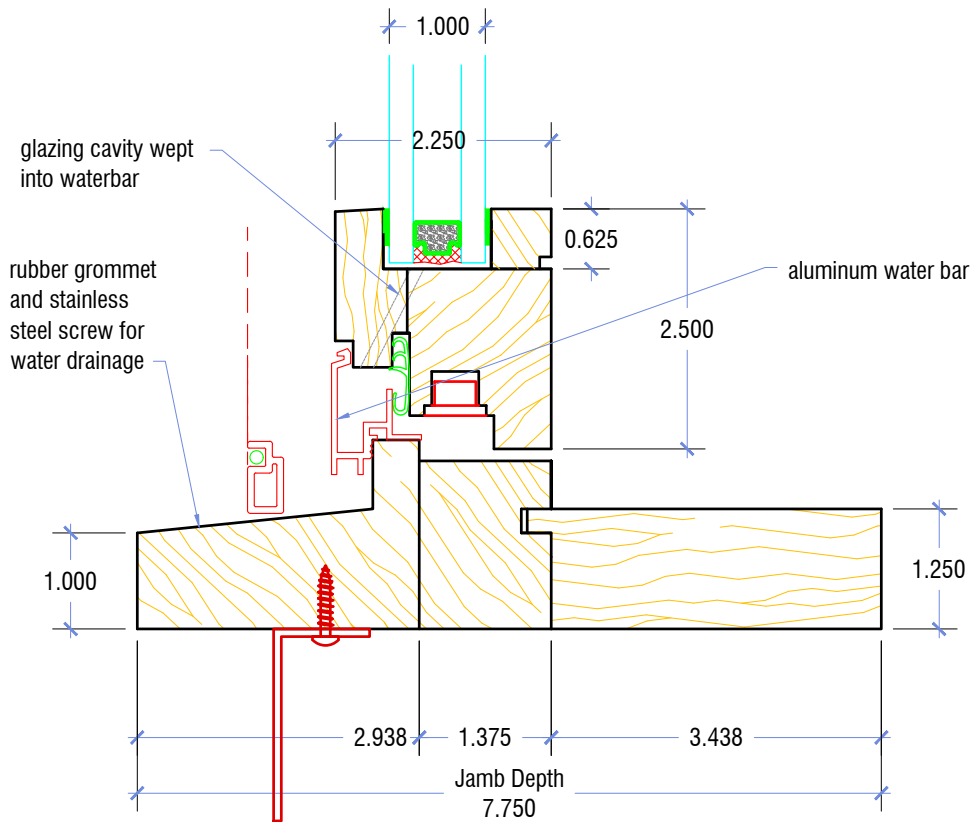 1.000
2.250
glazing cavity wept
into waterbar
0.625
rubber grommet
and stainless
steel screw for
water drainage
aluminum water bar
2.500
1.000
1.250
2.938
1.375
3.438
Jamb Depth
7.750